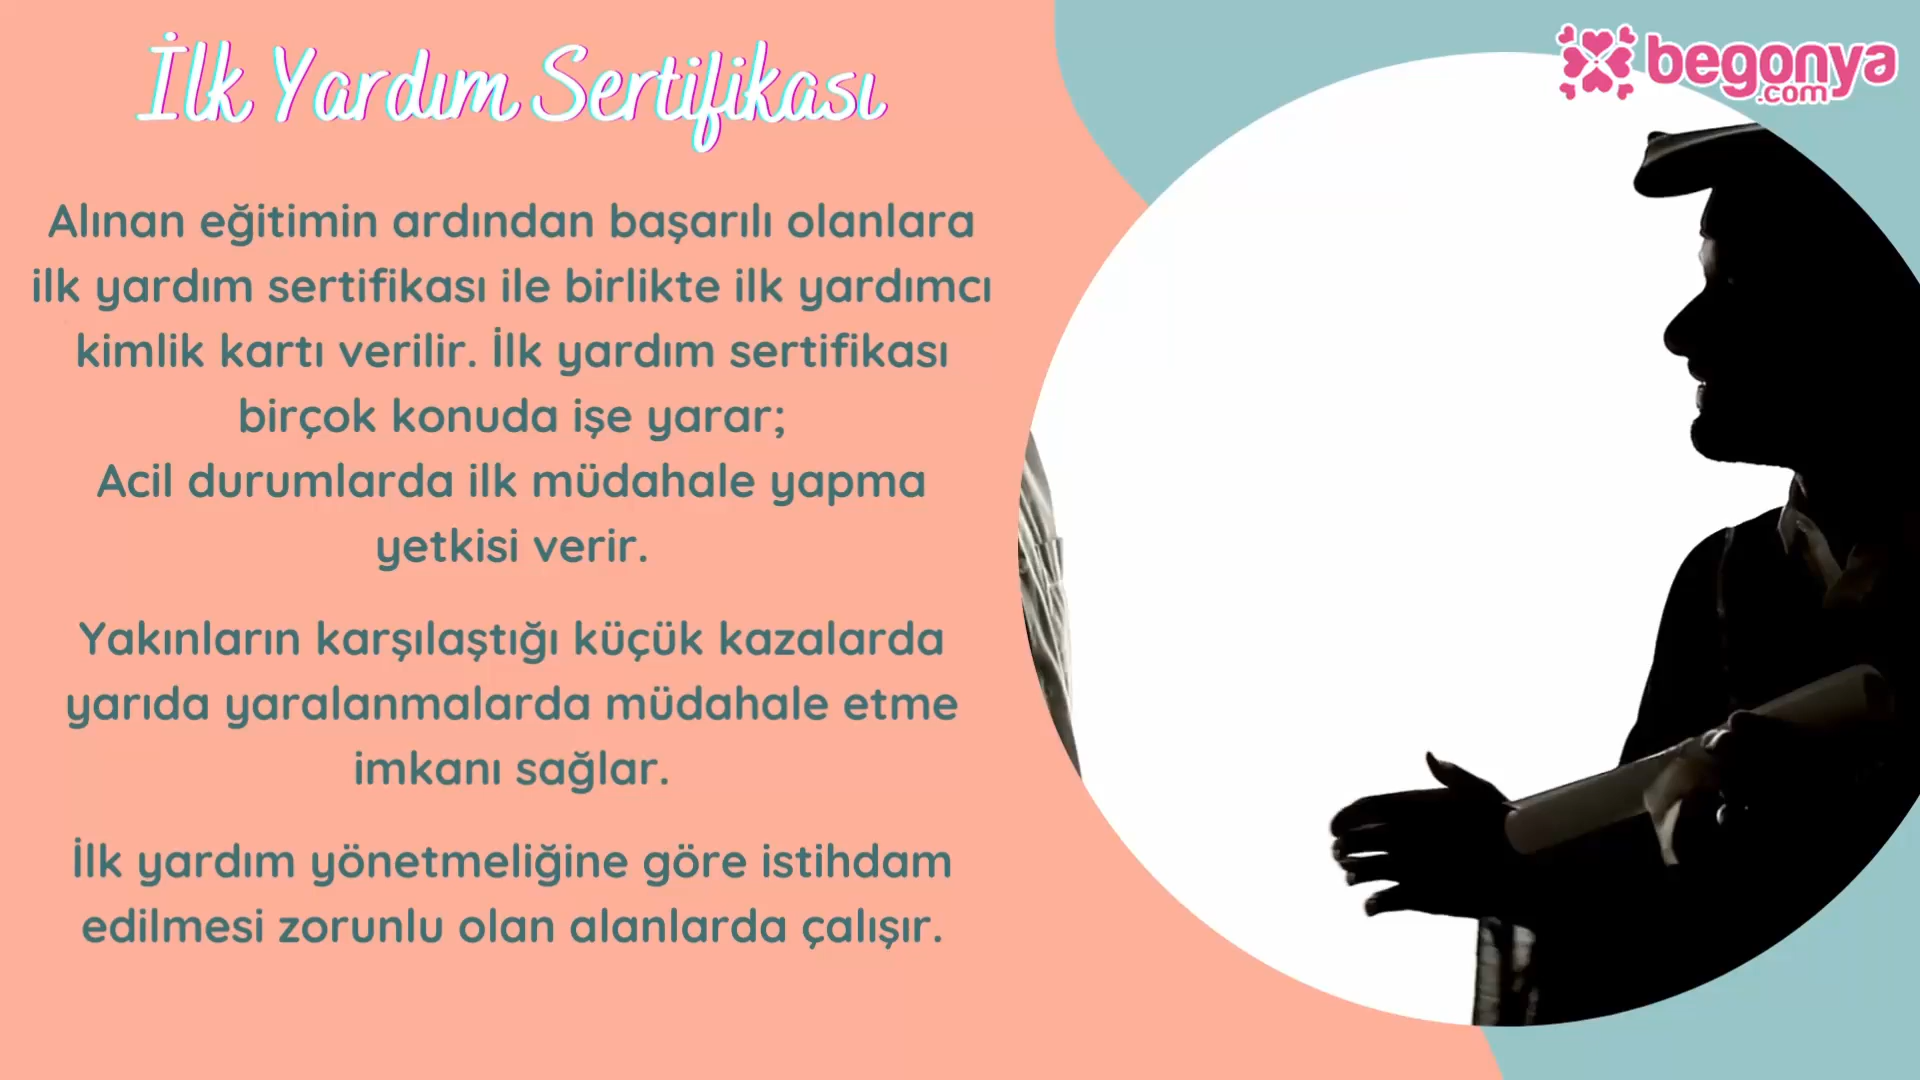 İlk Yardım Sertifikası
begonya
.com
Alınan eğitimin ardından başarılı olanlara
ilk yardım sertifikası ile birlikte ilk yardımcı
kimlik kartı verilir. İlk yardım sertifikası
birçok konuda işe yarar;
Acil durumlarda ilk müdahale yapma
yetkisi verir.
Yakınların karşılaştığı küçük kazalarda
yarıda yaralanmalarda müdahale etme
imkanı sağlar.
İlk yardım yönetmeliğine göre istihdam
edilmesi zorunlu olan alanlarda çalışır.